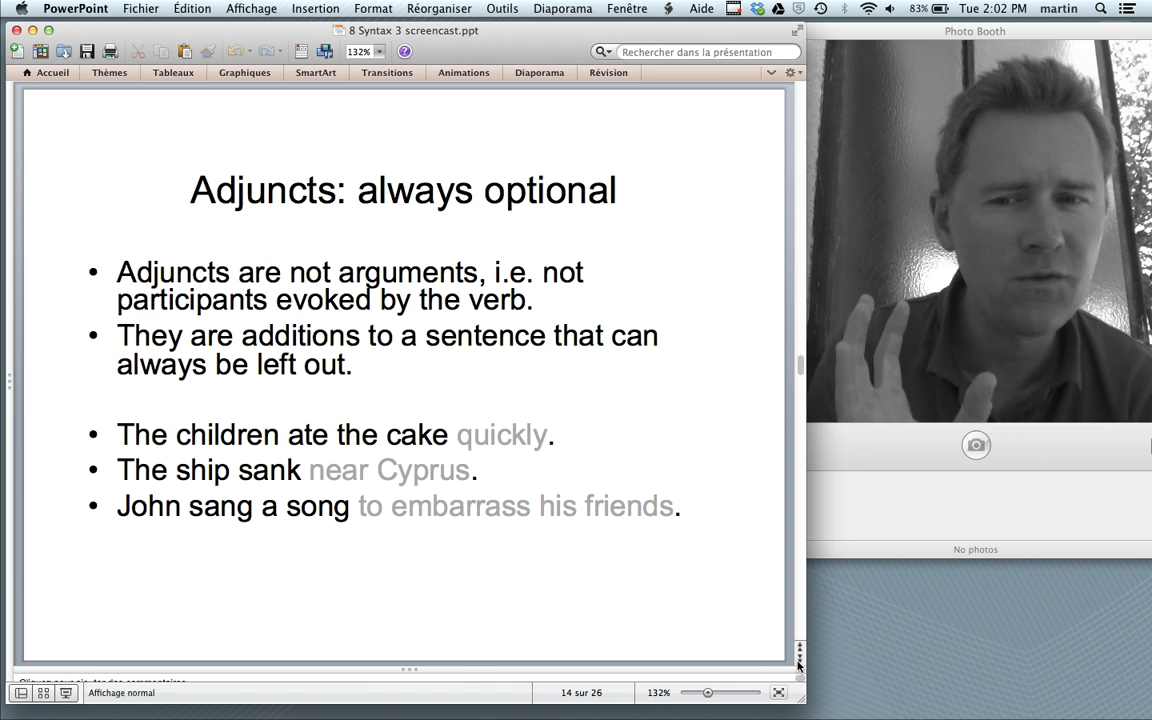 PowerPoint Fichier Édition Affichage Insertion Format Réorganiser Outils Diaporama Fenêtre Aide 83% Tue 2:02 PM martin
8 Syntax 3 screencast.ppt
Photo Booth
132% Rechercher dans la présentation
Accueil Thèmes Tableaux Graphiques SmartArt Transitions Animations Diaporama Révision
Adjuncts: always optional
• Adjuncts are not arguments, i.e. not
participants evoked by the verb.
• They are additions to a sentence that can
always be left out.
• The children ate the cake quickly.
• The ship sank near Cyprus.
• John sang a song to embarrass his friends.
No photos
Affichage normal 14 sur 26 132%